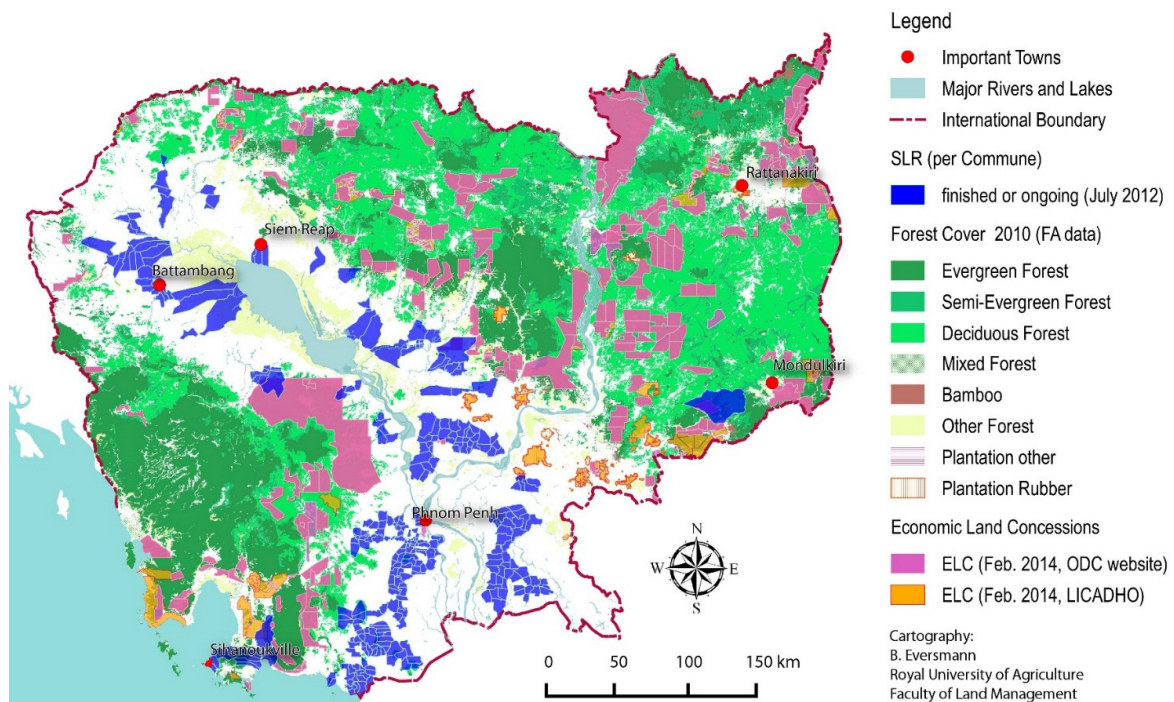 Rattanakiri
Siem Reap
Battambang
Mondulkiri
Phnom Penh
Sihanoukville
N
W E
S
0 50 100 150 km
Legend
Important Towns
Major Rivers and Lakes
International Boundary
SLR (per Commune)
finished or ongoing (July 2012)
Forest Cover 2010 (FA data)
Evergreen Forest
Semi-Evergreen Forest
Deciduous Forest
Mixed Forest
Bamboo
Other Forest
Plantation other
Plantation Rubber
Economic Land Concessions
ELC (Feb. 2014, ODC website)
ELC (Feb. 2014, LICADHO)
Cartography:
B. Eversmann
Royal University of Agriculture
Faculty of Land Management